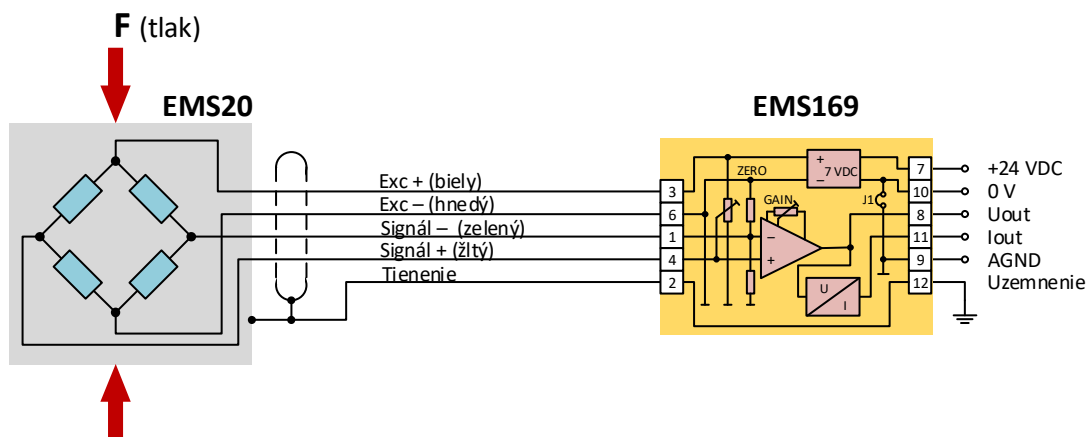 F (tlak)
EMS20
EMS169
Exc + (biely)
Exc – (hnedý)
Signál – (zelený)
Signál + (žltý)
Tienenie
3
6
1
4
2
ZERO
GAIN
+
–
7 VDC
J1
–
+
U
I
7
10
8
11
9
12
+24 VDC
0 V
Uout
Iout
AGND
Uzemnenie